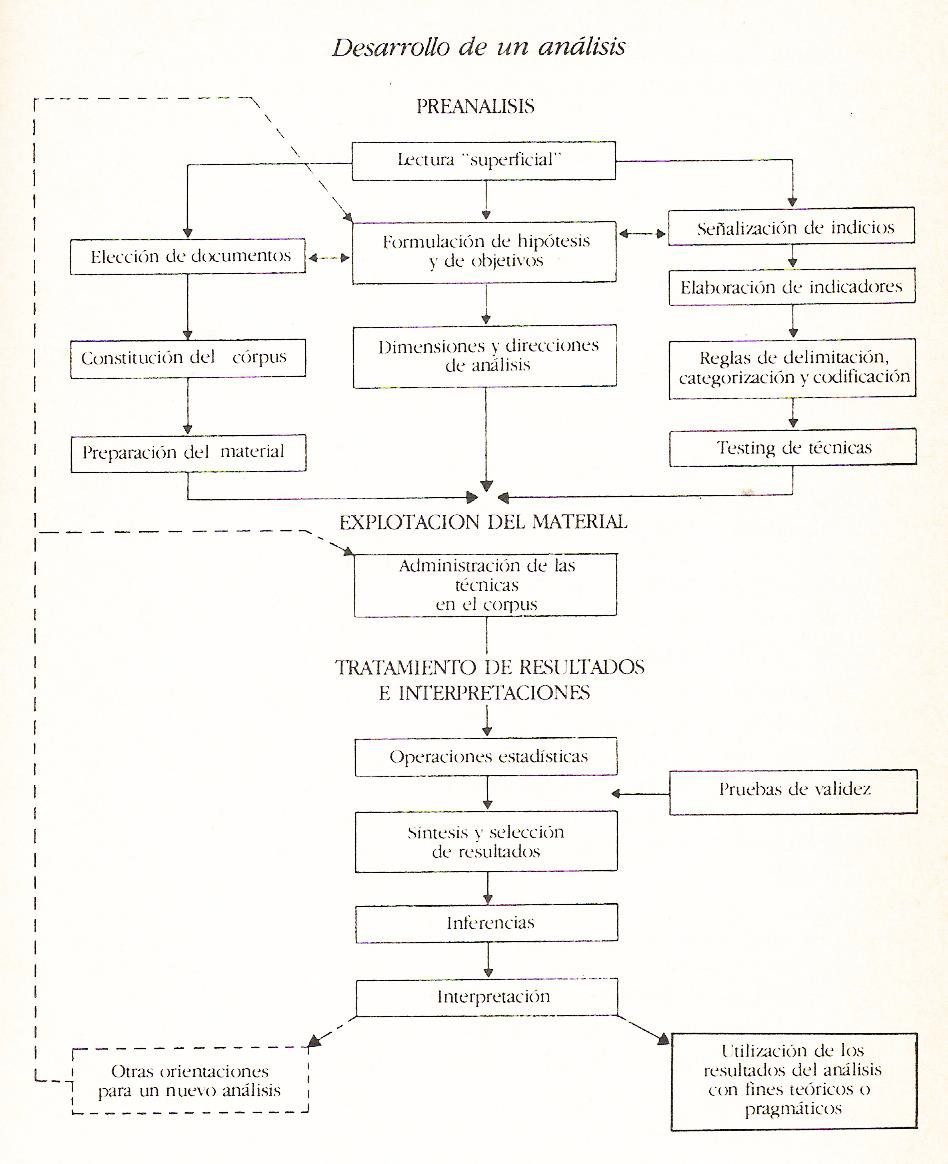 Desarrollo de un análisis
PREANALISIS
Lectura "superficial"
Elección de documentos
Formulación de hipótesis
y de objetivos
Señalización de indicios
Elaboración de indicadores
Constitución del córpus
Dimensiones y direcciones
de análisis
Reglas de delimitación,
categorización y codificación
Preparación del material
Testing de técnicas
EXPLOTACION DEL MATERIAL
Administración de las
técnicas
en el corpus
TRATAMIENTO DE RESULTADOS
E INTERPRETACIONES
Operaciones estadísticas
Pruebas de validez
Síntesis y selección
de resultados
Inferencias
Interpretación
Otras orientaciones
para un nuevo análisis
Utilización de los
resultados del análisis
con fines teóricos o
pragmáticos